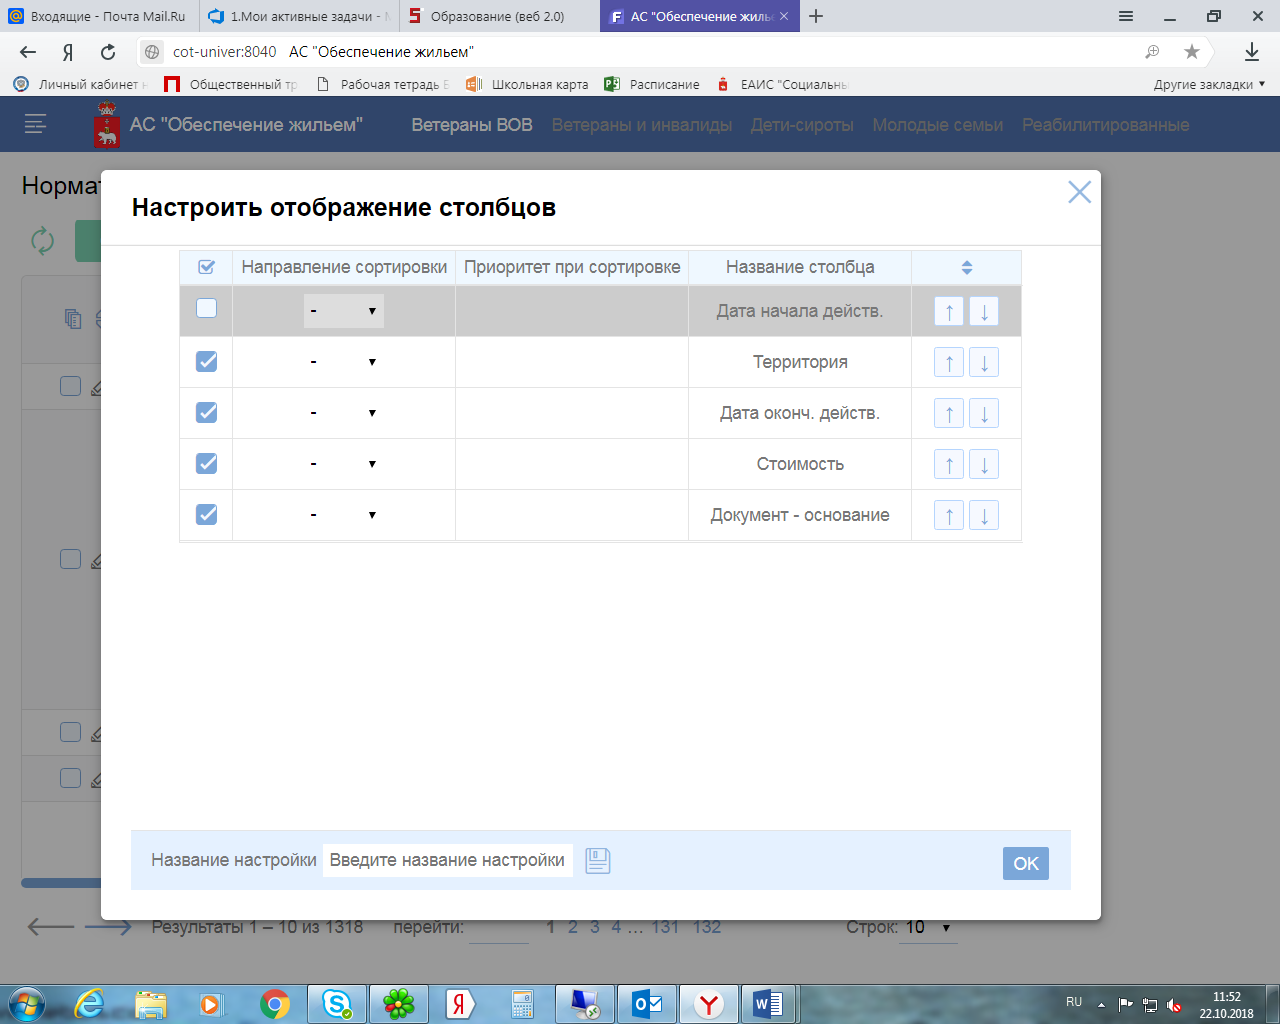 Входящие - Почта Mail.Ru
1.Мои активные задачи - М
Образование (веб 2.0)
АС "Обеспечение жилье
cot-univer:8040 АС "Обеспечение жильем"
Личный кабинет
Общественный тр
Рабочая тетрадь
Школьная карта
Расписание
ЕАИС "Социальны
Другие закладки
АС "Обеспечение жильем"
Ветераны ВОВ
Ветераны и инвалиды
Дети-сироты
Молодые семьи
Реабилитированные
Нормат
Настроить отображение столбцов
Направление сортировки Приоритет при сортировке Название столбца
- Дата начала действ. ↑ ↓
- Территория ↑ ↓
- Дата оконч. действ. ↑ ↓
- Стоимость ↑ ↓
- Документ - основание ↑ ↓
Название настройки Введите название настройки OK
Результаты 1 – 10 из 1318 перейти: 1 2 3 4 ... 131 132 Строк: 10
RU
11:52
22.10.2018